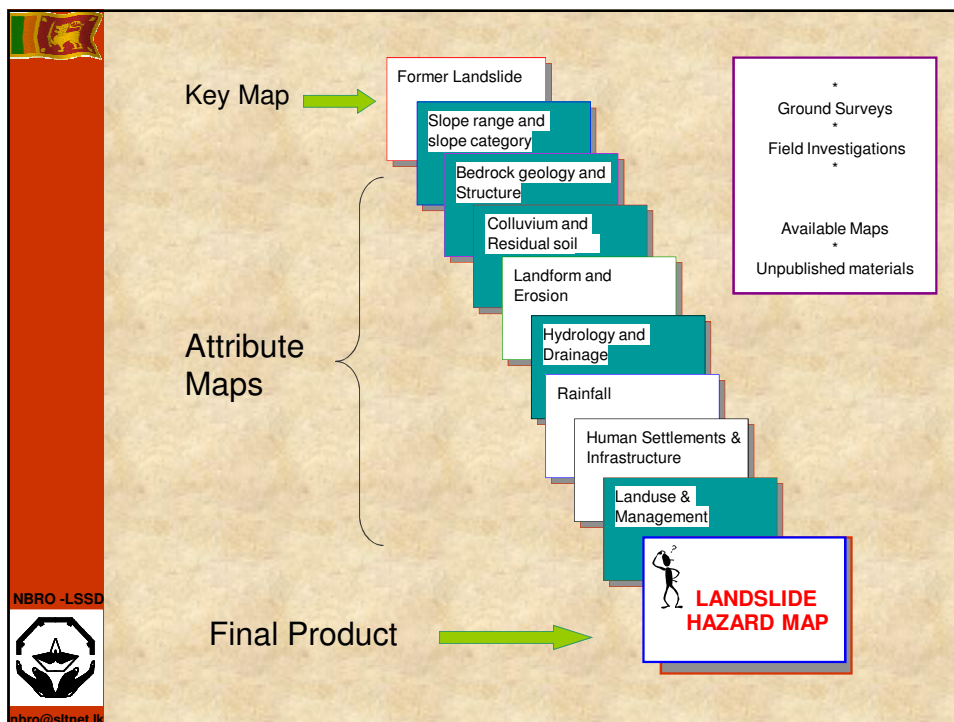 Key Map
Former Landslide
Slope range and
slope category
Bedrock geology and
Structure
Colluvium and
Residual soil
Landform and
Erosion
Hydrology and
Drainage
Rainfall
Human Settlements &
Infrastructure
Landuse &
Management
Attribute
Maps
Final Product
?
LANDSLIDE
HAZARD MAP
*
Ground Surveys
*
Field Investigations
*
Available Maps
*
Unpublished materials
NBRO -LSSD
nbro@sltnet.lk